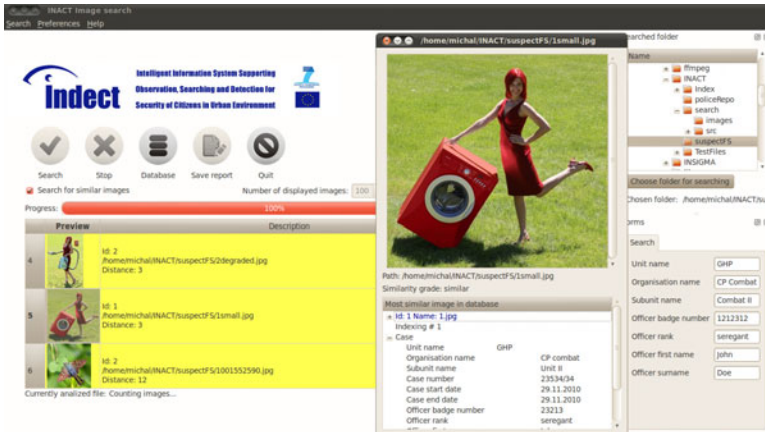 INACT Image search
Search Preferences Help
indect
Intelligent Information System Supporting
Observation, Searching and Detection for
Security of Citizens in Urban Environment
7
Search
Stop
Database
Save report
Quit
Search for similar images
Number of displayed images: 100
Progress:
100%
Preview
Description
4
Id: 2
/home/michal/INACT/suspectFS/2degraded.jpg
Distance: 3
5
Id: 1
/home/michal/INACT/suspectFS/1small.jpg
Distance: 3
6
Id: 2
/home/michal/INACT/suspectFS/1001552590.jpg
Distance: 12
Currently analized file: Counting images...
/home/michal/INACT/suspectFS/1small.jpg
Path: /home/michal/INACT/suspectFS/1small.jpg
Similarity grade: similar
Most similar image in database
Id: 1 Name: 1.jpg
Indexing # 1
Case
Unit name GHP
Organisation name CP combat
Subunit name Unit II
Case number 23534/34
Case start date 29.11.2010
Case end date 29.11.2010
Officer badge number 23213
Officer rank seregant
earched folder
Name
ffmpeg
INACT
Index
policeRepo
search
images
src
suspectFS
TestFiles
INSIGMA
Choose folder for searching
Chosen folder: /home/michal/INACT/su
orms
Search
Unit name GHP
Organisation name CP Combat
Subunit name Combat II
Officer badge number 1212312
Officer rank seregant
Officer first name John
Officer surname Doe